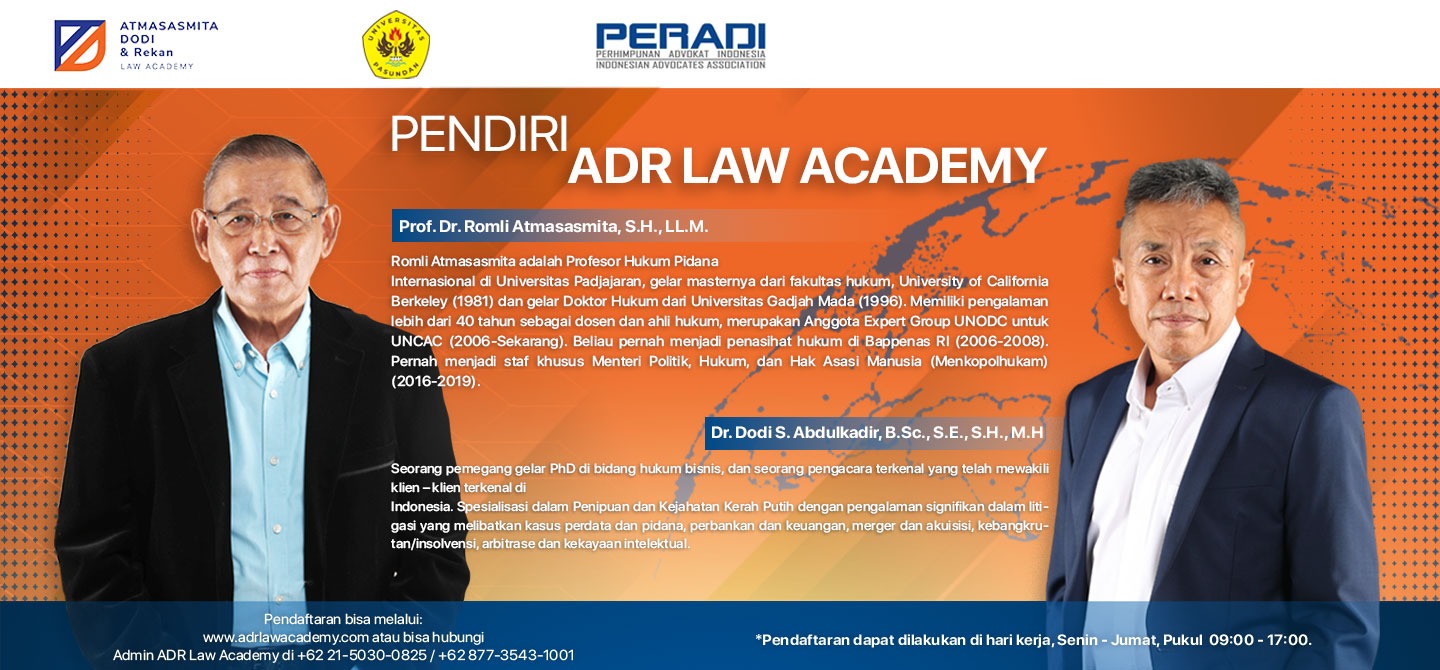 ATMASASMITA
DODI
& Rekan
LAW ACADEMY
UNIVERSITAS
PASUNDAN
PERADI
PERHIMPUNAN ADVOKAT INDONESIA
INDONESIAN ADVOCATES ASSOCIATION
PENDIRI
ADR LAW ACADEMY
Prof. Dr. Romli Atmasasmita, S.H., LL.M.
Romli Atmasasmita adalah Profesor Hukum Pidana
Internasional di Universitas Padjajaran, gelar masternya dari fakultas hukum, University of California
Berkeley (1981) dan gelar Doktor Hukum dari Universitas Gadjah Mada (1996). Memiliki pengalaman
lebih dari 40 tahun sebagai dosen dan ahli hukum, merupakan Anggota Expert Group UNODC untuk
UNCAC (2006-Sekarang). Beliau pernah menjadi penasihat hukum di Bappenas RI (2006-2008).
Pernah menjadi staf khusus Menteri Politik, Hukum, dan Hak Asasi Manusia (Menkopolhukam)
(2016-2019).
Dr. Dodi S. Abdulkadir, B.Sc., S.E., S.H., M.H
Seorang pemegang gelar PhD di bidang hukum bisnis, dan seorang pengacara terkenal yang telah mewakili
klien – klien terkenal di
Indonesia. Spesialisasi dalam Penipuan dan Kejahatan Kerah Putih dengan pengalaman signifikan dalam liti-
gasi yang melibatkan kasus perdata dan pidana, perbankan dan keuangan, merger dan akuisisi, kebangkru-
tan/insolvensi, arbitrase dan kekayaan intelektual.
,
Pendaftaran bisa melalui:
www.adrlawacademy.com atau bisa hubungi
Admin ADR Law Academy di +62 21-5030-0825 / +62 877-3543-1001
*Pendaftaran dapat dilakukan di hari kerja, Senin - Jumat, Pukul 09:00 - 17:00.